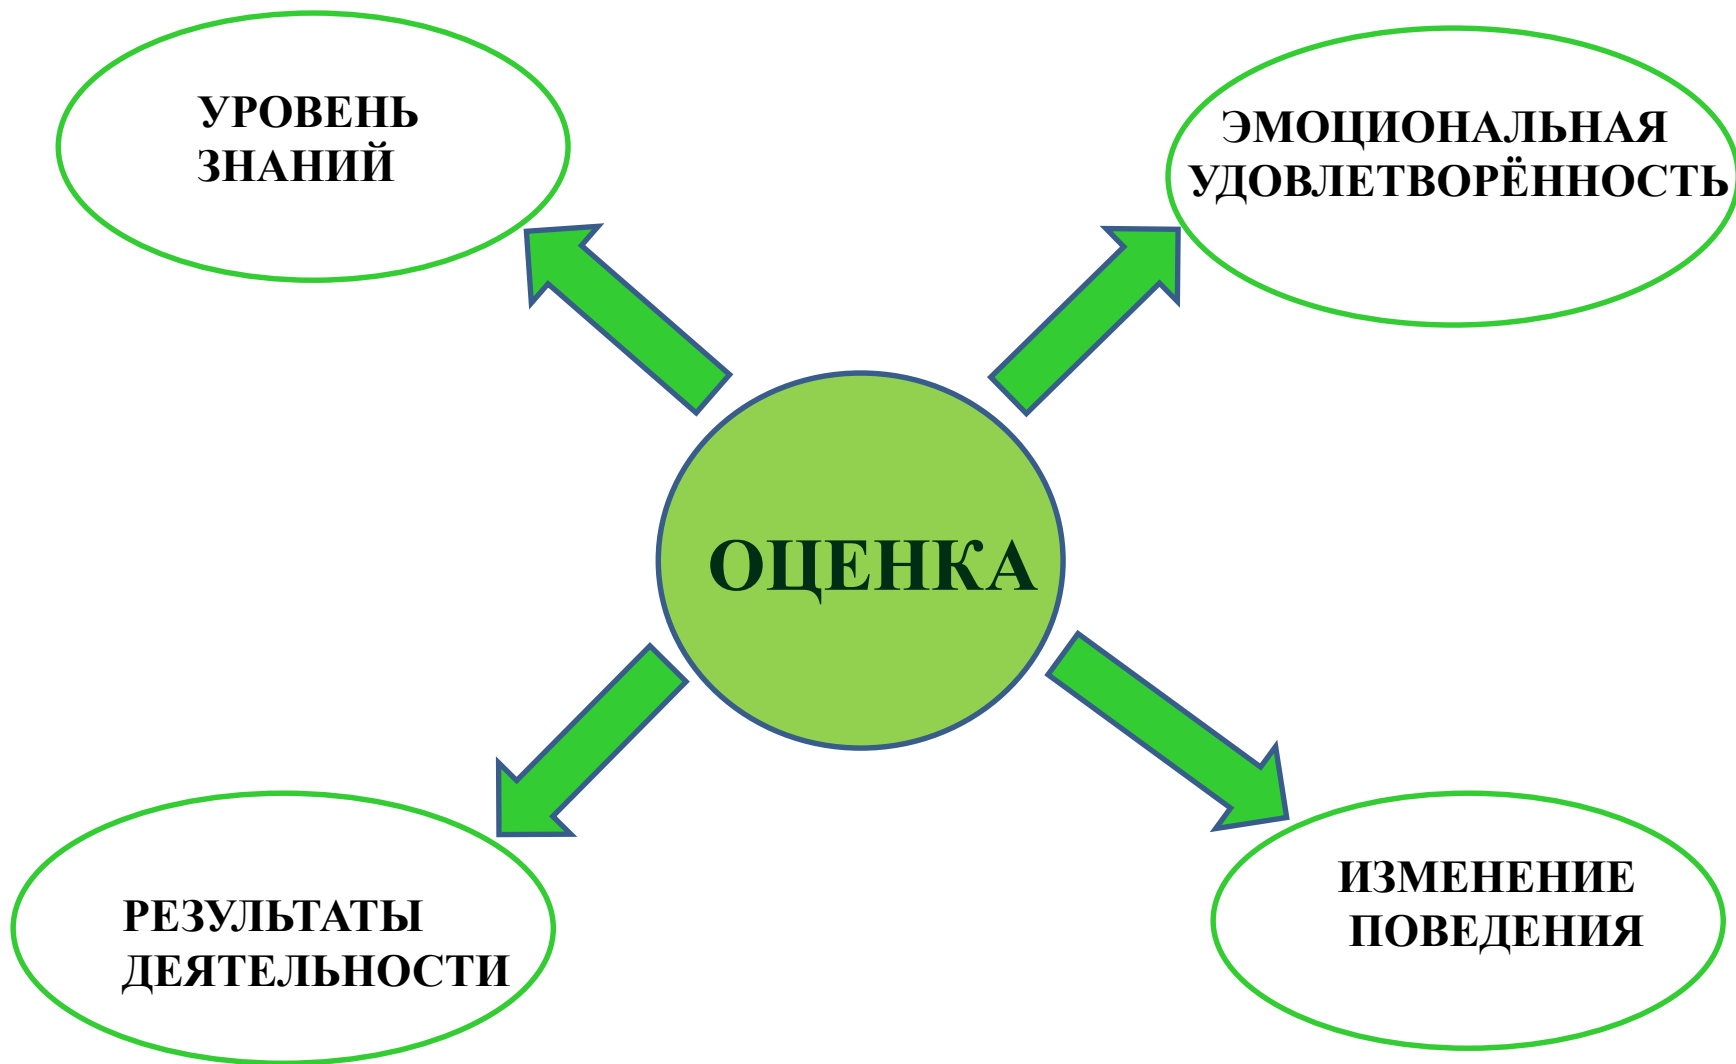 УРОВЕНЬ
ЗНАНИЙ
ЭМОЦИОНАЛЬНАЯ
УДОВЛЕТВОРЁННОСТЬ
ОЦЕНКА
РЕЗУЛЬТАТЫ
ДЕЯТЕЛЬНОСТИ
ИЗМЕНЕНИЕ
ПОВЕДЕНИЯ